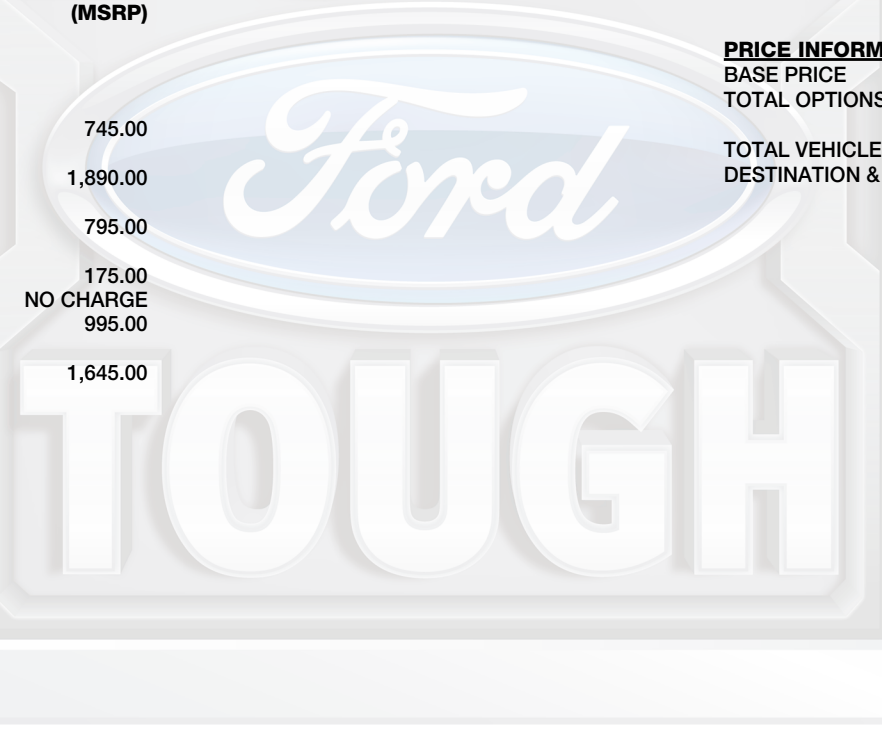 (MSRP)
745.00
1,890.00
795.00
175.00
NO CHARGE
995.00
1,645.00
PRICE INFORM
BASE PRICE
TOTAL OPTIONS
TOTAL VEHICLE
DESTINATION &
Ford
TOUGH